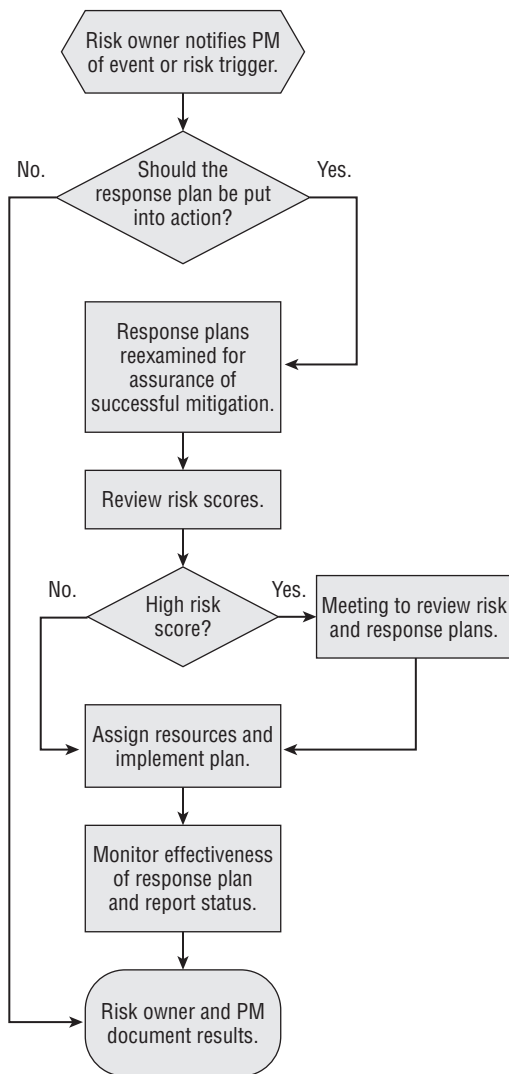 Risk owner notifies PM
of event or risk trigger.
No.
Should the
response plan be put
into action?
Yes.
Response plans
reexamined for
assurance of
successful mitigation.
Review risk scores.
No.
High risk
score?
Yes.
Meeting to review risk
and response plans.
Assign resources and
implement plan.
Monitor effectiveness
of response plan
and report status.
Risk owner and PM
document results.